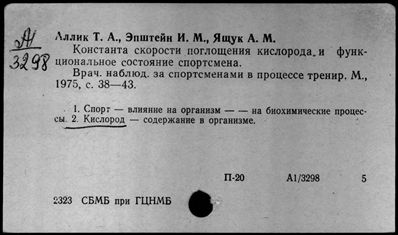 А1
3298
Аллик Т. А., Эпштейн И. М., Ящук А. М.
Константа скорости поглощения кислорода и функ-
циональное состояние спортсмена.
Врач. наблюд. за спортсменами в процессе тренир. М.,
1975, с. 38—43.
1. Спорт — влияние на организм — — на биохимические процес-
сы. 2. Кислород — содержание в организме.
П-20 А1/3298 5
2323 СБМБ при ГЦНМБ